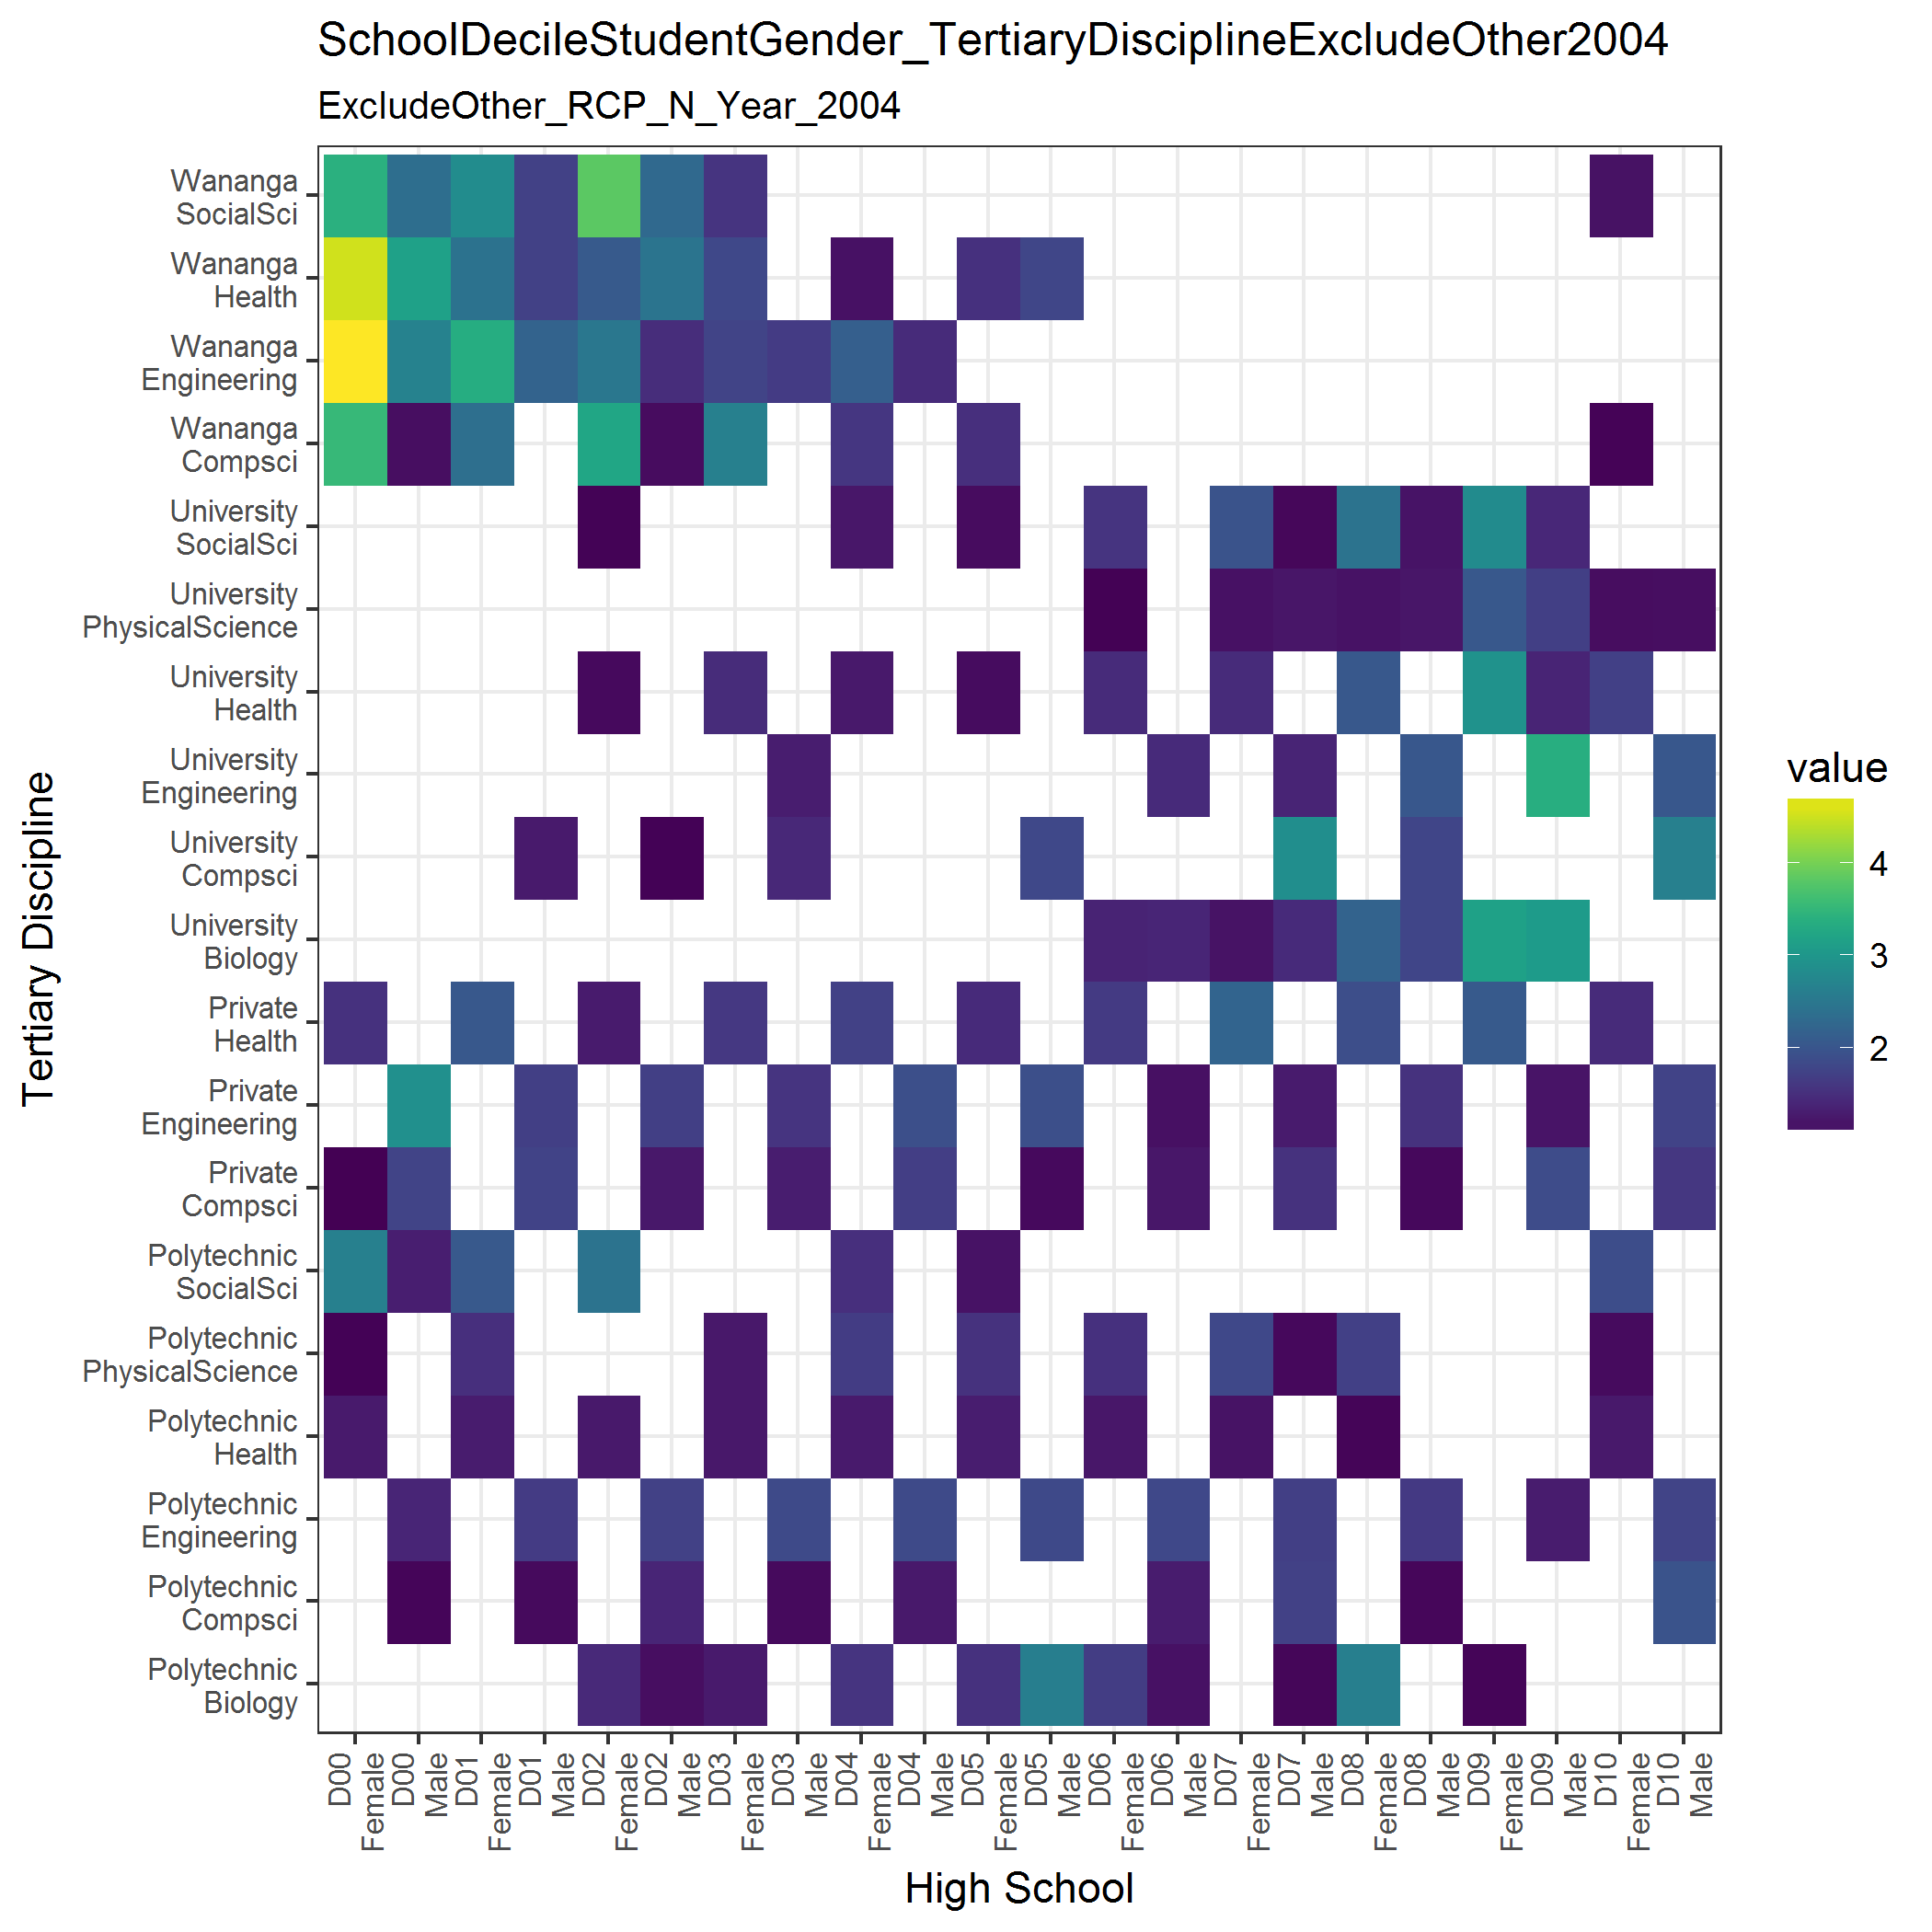 SchoolDecileStudentGender_TertiaryDisciplineExcludeOther2004
ExcludeOther_RCP_N_Year_2004
Tertiary Discipline
Wananga
SocialSci
Wananga
Health
Wananga
Engineering
Wananga
Compsci
University
SocialSci
University
PhysicalScience
University
Health
University
Engineering
University
Compsci
University
Biology
Private
Health
Private
Engineering
Private
Compsci
Polytechnic
SocialSci
Polytechnic
PhysicalScience
Polytechnic
Health
Polytechnic
Engineering
Polytechnic
Compsci
Polytechnic
Biology
value
4
3
2
D00
Female
D00
Male
D01
Female
D01
Male
D02
Female
D02
Male
D03
Female
D03
Male
D04
Female
D04
Male
D05
Female
D05
Male
D06
Female
D06
Male
D07
Female
D07
Male
D08
Female
D08
Male
D09
Female
D09
Male
D10
Female
D10
Male
High School